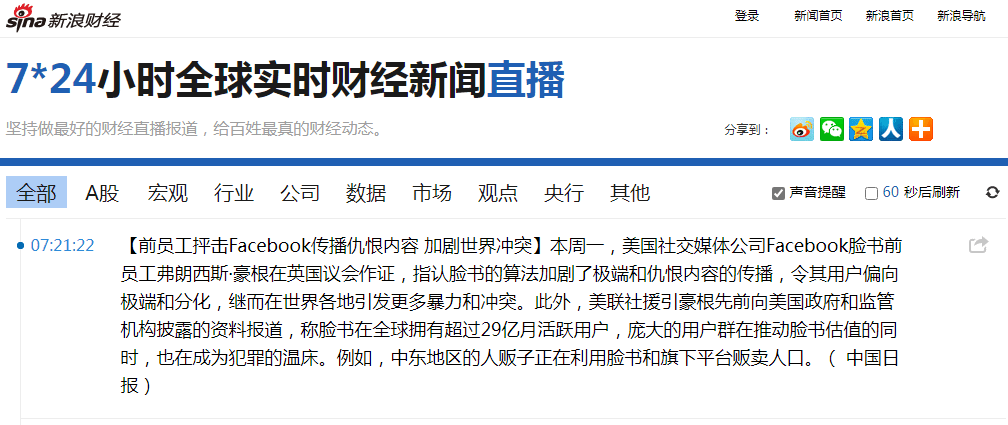 sina 新浪财经
登录 新闻首页 新浪首页 新浪导航
7*24小时全球实时财经新闻直播
坚持做最好的财经直播报道，给百姓最真的财经动态。
分享到：
全部 A股 宏观 行业 公司 数据 市场 观点 央行 其他 声音提醒 60 秒后刷新
07:21:22 【前员工抨击Facebook传播仇恨内容 加剧世界冲突】本周一，美国社交媒体公司Facebook脸书前
员工弗朗西斯·豪根在英国议会作证，指认脸书的算法加剧了极端和仇恨内容的传播，令其用户偏向
极端和分化，继而在世界各地引发更多暴力和冲突。此外，美联社援引豪根先前向美国政府和监管
机构披露的资料报道，称脸书在全球拥有超过29亿月活跃用户，庞大的用户群在推动脸书估值的同
时，也在成为犯罪的温床。例如，中东地区的人贩子正在利用脸书和旗下平台贩卖人口。（ 中国日
报）